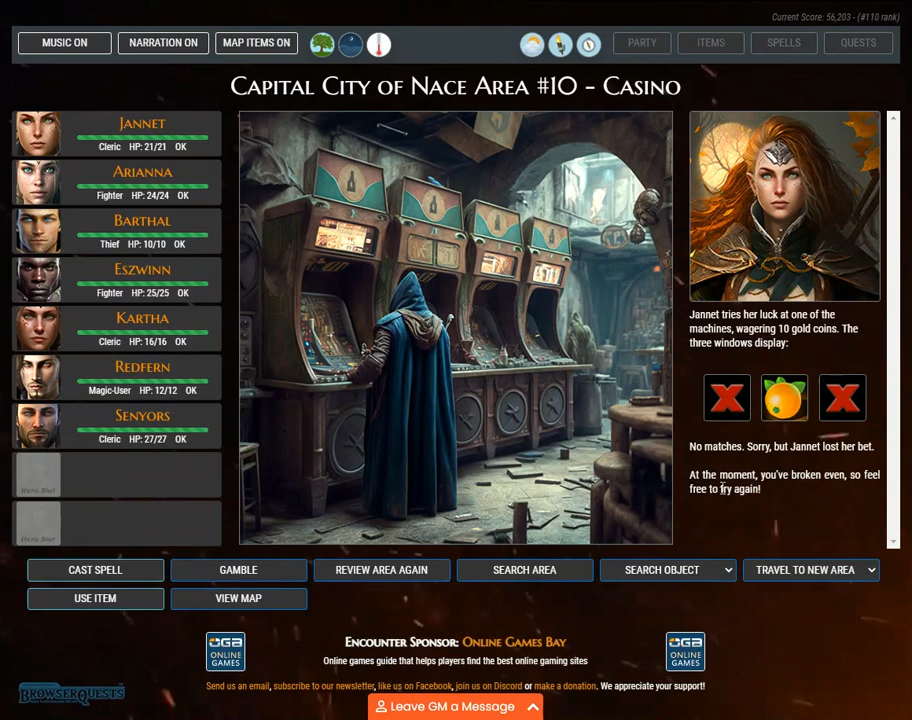 Current Score: 56,203 - (#110 rank)
MUSIC ON
NARRATION ON
MAP ITEMS ON
PARTY
ITEMS
SPELLS
QUESTS
Capital City of Nace Area #10 - Casino
Jannet
Cleric HP: 21/21 OK
Arianna
Fighter HP: 24/24 OK
Barthal
Thief HP: 10/10 OK
Eszwinn
Fighter HP: 25/25 OK
Kartha
Cleric HP: 16/16 OK
Redfern
Magic-User HP: 12/12 OK
Senyors
Cleric HP: 27/27 OK
Hero Slot
Hero Slot
Jannet tries her luck at one of the
machines, wagering 10 gold coins. The
three windows display:
No matches. Sorry, but Jannet lost her bet.
At the moment, you've broken even, so feel
free to try again!
CAST SPELL
GAMBLE
REVIEW AREA AGAIN
SEARCH AREA
SEARCH OBJECT
TRAVEL TO NEW AREA
USE ITEM
VIEW MAP
OGB
ONLINE
GAMES
Encounter Sponsor: Online Games Bay
Online games guide that helps players find the best online gaming sites
OGB
ONLINE
GAMES
Send us an email, subscribe to our newsletter, like us on Facebook, join us on Discord or make a donation. We appreciate your support!
BrowserQuests
Leave GM a Message